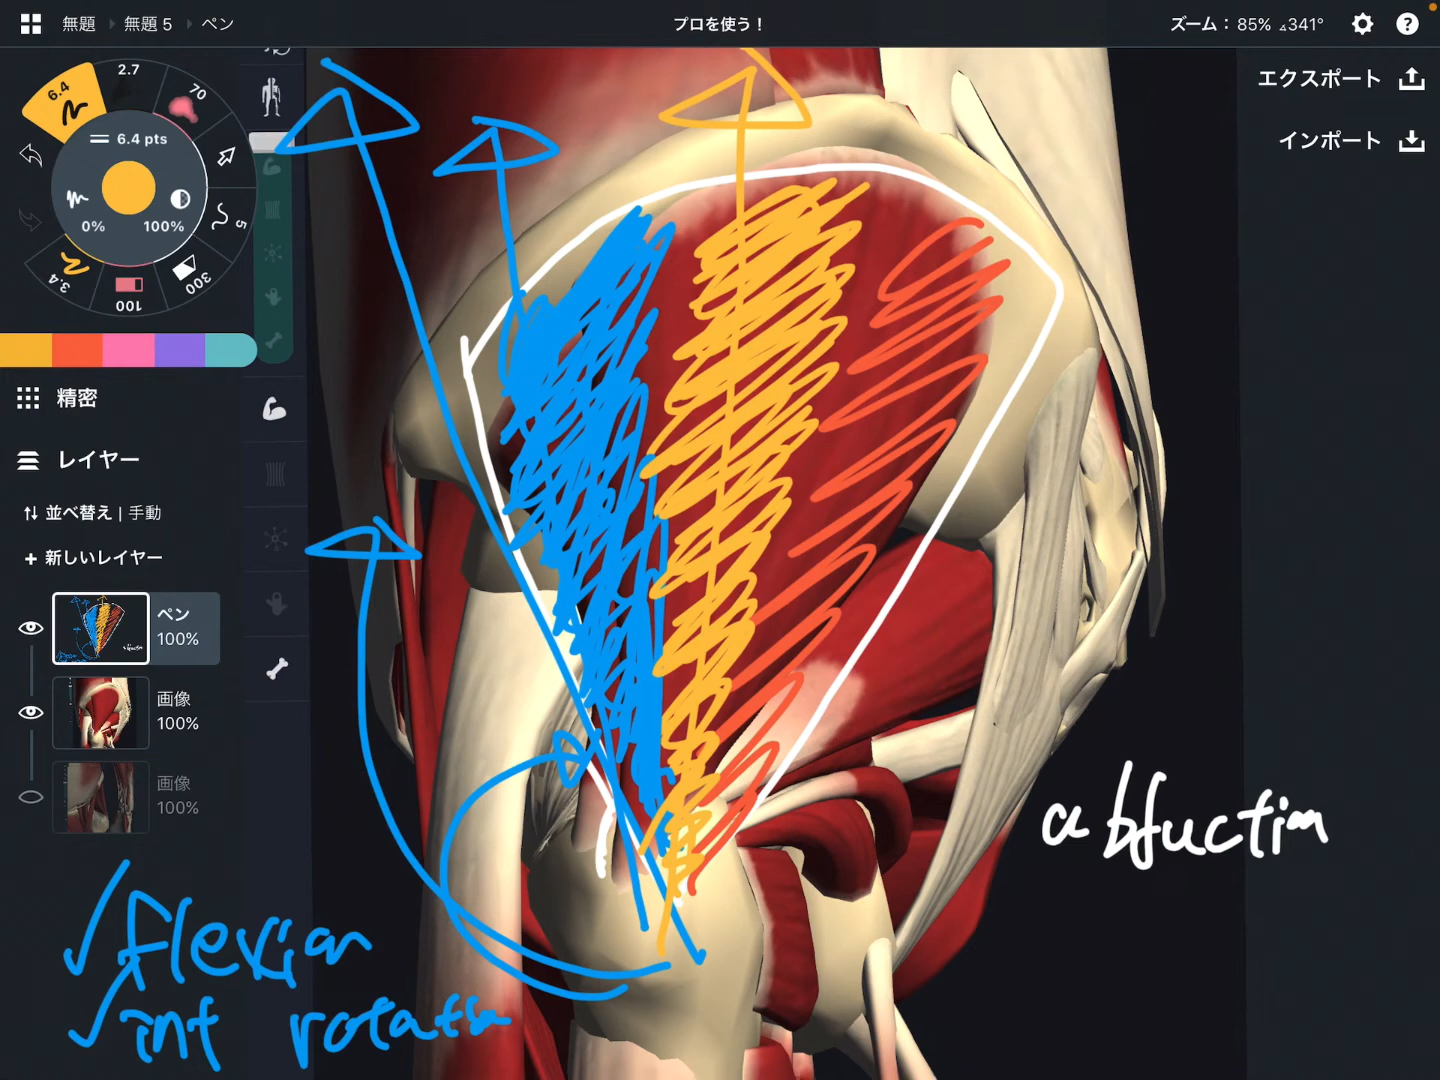 無題 無題 5 ペン
プロを使う！
ズーム： 85% ⦟341°
エクスポート
インポート
2.7
6.4
70
6.4 pts
0% 100%
5
3.4
100
300
精密
レイヤー
並べ替え | 手動
+ 新しいレイヤー
ペン
100%
画像
100%
画像
100%
flexion
int rotation
abduction